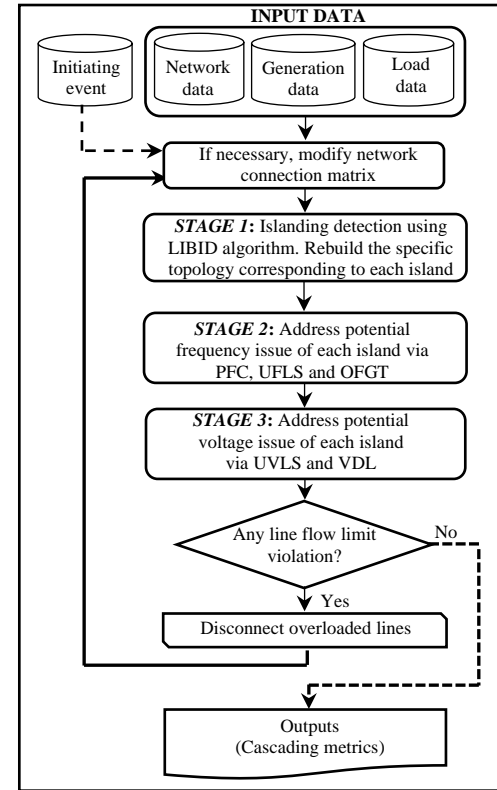 INPUT DATA
Initiating
event
Network
data
Generation
data
Load
data
If necessary, modify network
connection matrix
STAGE 1: Islanding detection using
LIBID algorithm. Rebuild the specific
topology corresponding to each island
STAGE 2: Address potential
frequency issue of each island via
PFC, UFLS and OFGT
STAGE 3: Address potential
voltage issue of each island
via UVLS and VDL
Any line flow limit
violation?
No
Yes
Disconnect overloaded lines
Outputs
(Cascading metrics)